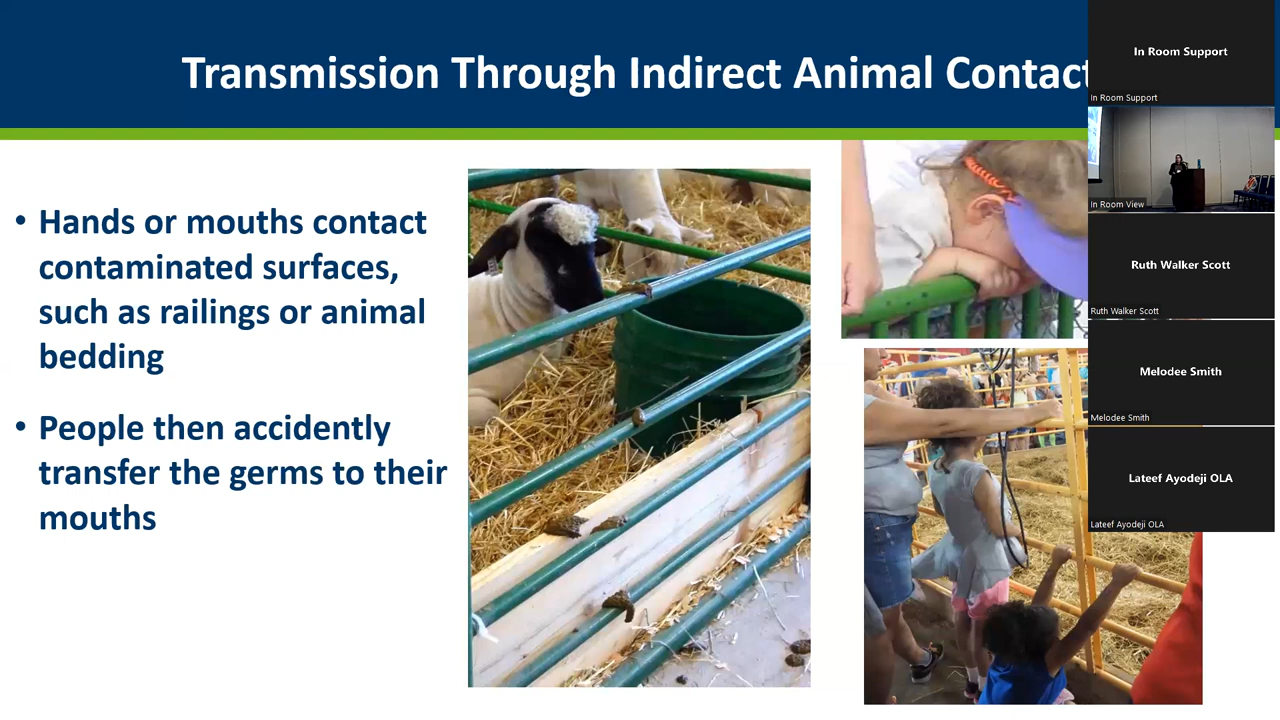 Transmission Through Indirect Animal Contact
• Hands or mouths contact
contaminated surfaces,
such as railings or animal
bedding
• People then accidently
transfer the germs to their
mouths
In Room Support
In Room Support
In Room View
Ruth Walker Scott
Ruth Walker Scott
Melodee Smith
Melodee Smith
Lateef Ayodeji OLA
Lateef Ayodeji OLA